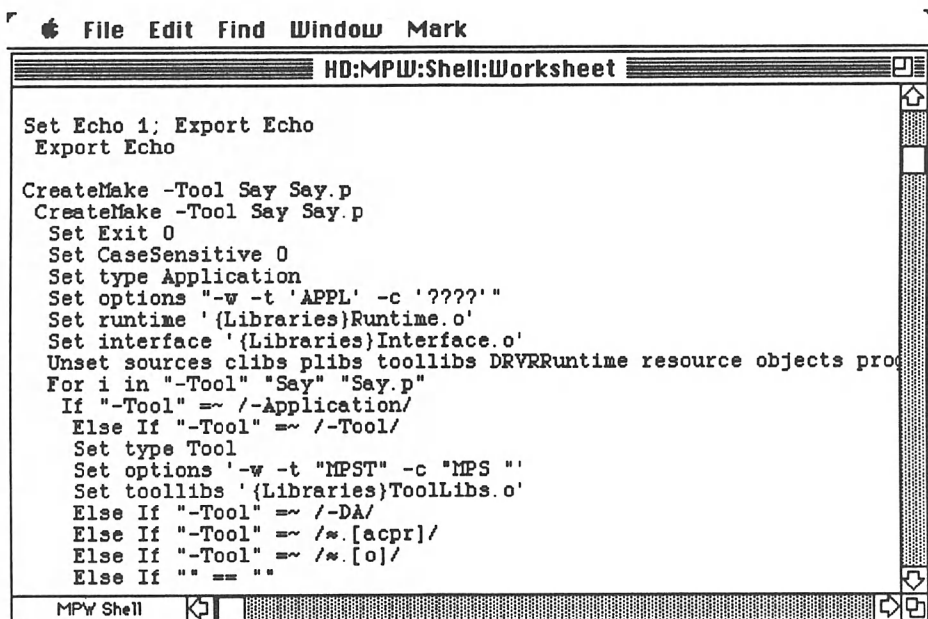 File Edit Find Window Mark
HD:MPW:Shell:Worksheet
Set Echo 1; Export Echo
Export Echo
CreateMake -Tool Say Say.p
CreateMake -Tool Say Say.p
Set Exit 0
Set CaseSensitive 0
Set type Application
Set options "-w -t 'APPL' -c '????'"
Set runtime '{Libraries}Runtime.o'
Set interface '{Libraries}Interface.o'
Unset sources clibs plibs toollibs DRVRRuntime resource objects prog
For i in "-Tool" "Say" "Say.p"
If "-Tool" =~ /-Application/
Else If "-Tool" =~ /-Tool/
Set type Tool
Set options '-w -t "MPST" -c "MPS "'
Set toollibs '{Libraries}ToolLibs.o'
Else If "-Tool" =~ /-DA/
Else If "-Tool" =~ /≈.[acpr]/
Else If "-Tool" =~ /≈.[o]/
Else If "" == ""
MPW Shell